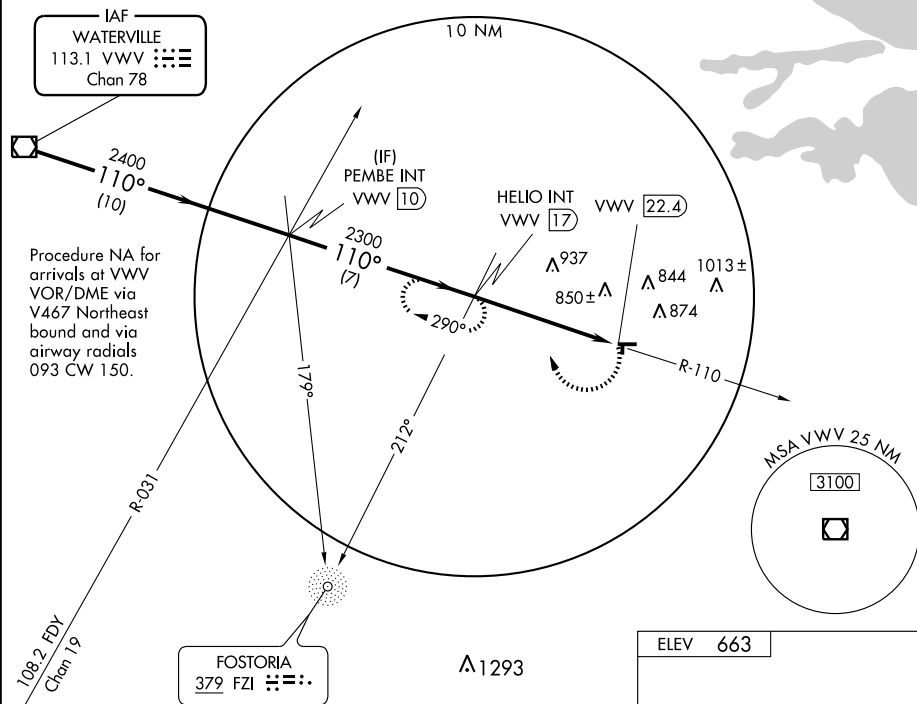 IAF
WATERVILLE
113.1 VWV
Chan 78
10 NM
2400
110°
(10)
(IF)
PEMBE INT
VWV 10
HELIO INT
VWV 17
VWV 22.4
2300
110°
(7)
937
850±
844
1013±
874
290°
Procedure NA for
arrivals at VWV
VOR/DME via
V467 Northeast
bound and via
airway radials
093 CW 150.
179°
212°
R-110
R-031
MSA VWV 25 NM
3100
108.2 FDY
Chan 19
FOSTORIA
379 FZI
1293
ELEV 663